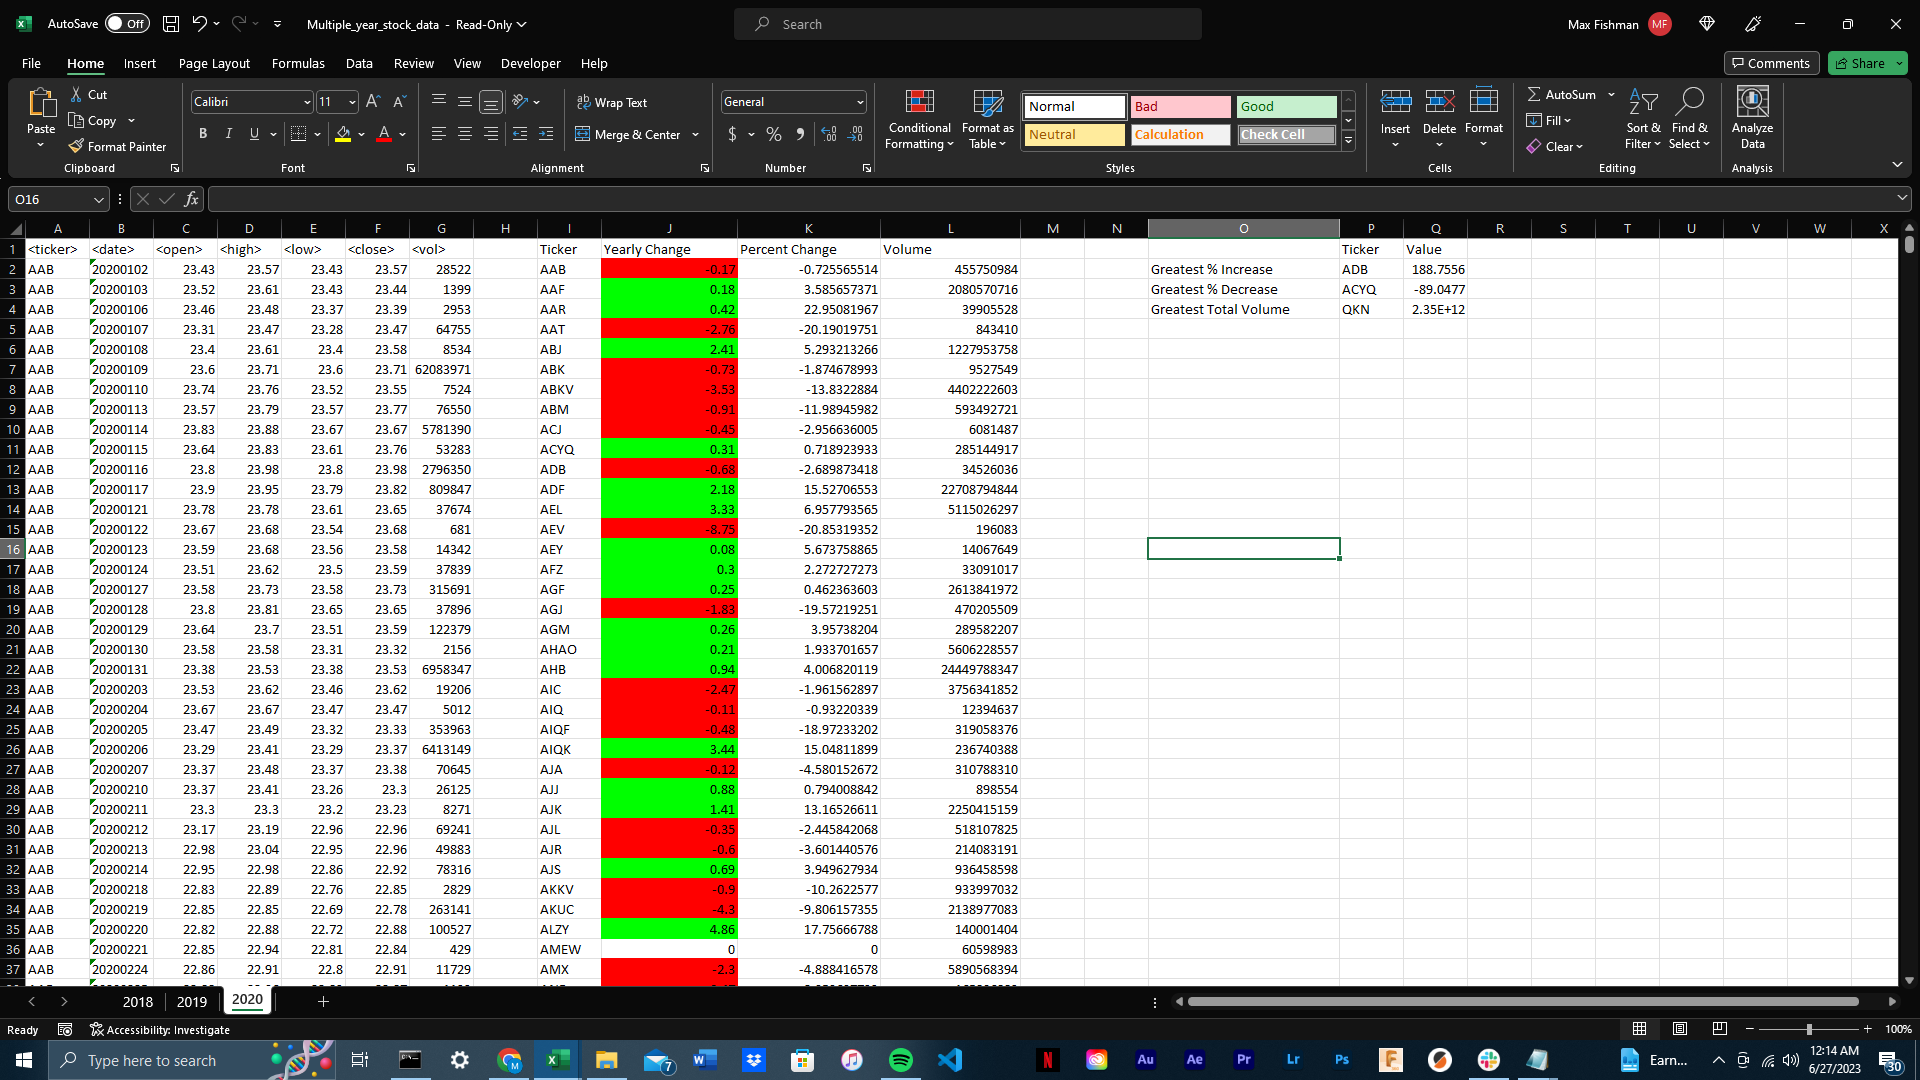 AutoSave Off Multiple_year_stock_data - Read-Only Search Max Fishman MF
File Home Insert Page Layout Formulas Data Review View Developer Help Comments Share
Paste Cut Copy Format Painter Clipboard
Calibri 11 B I U A Font
Wrap Text Merge & Center Alignment
General $ % Number
Conditional Formatting Format as Table
Normal Bad Good
Neutral Calculation Check Cell
Styles
Insert Delete Format Cells
AutoSum Fill Clear Sort & Filter Find & Select Editing
Analyze Data Analysis
O16 fx
A B C D E F G H I J K L M N O P Q R S T U V W X
1 <ticker> <date> <open> <high> <low> <close> <vol> Ticker Yearly Change Percent Change Volume Ticker Value
2 AAB 20200102 23.43 23.57 23.43 23.57 28522 AAB -0.17 -0.725565514 455750984 Greatest % Increase ADB 188.7556
3 AAB 20200103 23.52 23.61 23.43 23.44 1399 AAF 0.18 3.585657371 2080570716 Greatest % Decrease ACYQ -89.0477
4 AAB 20200106 23.46 23.48 23.37 23.39 2953 AAR 0.42 22.95081967 39905528 Greatest Total Volume QKN 2.35E+12
5 AAB 20200107 23.31 23.47 23.28 23.47 64755 AAT -2.76 -20.19019751 843410
6 AAB 20200108 23.4 23.61 23.4 23.58 8534 ABJ 2.41 5.293213266 1227953758
7 AAB 20200109 23.6 23.71 23.6 23.71 62083971 ABK -0.73 -1.874678993 9527549
8 AAB 20200110 23.74 23.76 23.52 23.55 7524 ABKV -3.53 -13.8322884 4402222603
9 AAB 20200113 23.57 23.79 23.57 23.77 76550 ABM -0.91 -11.98945982 593492721
10 AAB 20200114 23.83 23.88 23.67 23.67 5781390 ACJ -0.45 -2.956636005 6081487
11 AAB 20200115 23.64 23.83 23.61 23.76 53283 ACYQ 0.31 0.718923933 285144917
12 AAB 20200116 23.8 23.98 23.8 23.98 2796350 ADB -0.68 -2.689873418 34526036
13 AAB 20200117 23.9 23.95 23.79 23.82 809847 ADF 2.18 15.52706553 22708794844
14 AAB 20200121 23.78 23.78 23.61 23.65 37674 AEL 3.33 6.957793565 5115026297
15 AAB 20200122 23.67 23.68 23.54 23.68 681 AEV -8.75 -20.85319352 196083
16 AAB 20200123 23.59 23.68 23.56 23.58 14342 AEY 0.08 5.673758865 14067649
17 AAB 20200124 23.51 23.62 23.5 23.59 37839 AFZ 0.3 2.272727273 33091017
18 AAB 20200127 23.58 23.73 23.58 23.73 315691 AGF 0.25 0.462363603 2613841972
19 AAB 20200128 23.8 23.81 23.65 23.65 37896 AGJ -1.83 -19.57219251 470205509
20 AAB 20200129 23.64 23.7 23.51 23.59 122379 AGM 0.26 3.95738204 289582207
21 AAB 20200130 23.58 23.58 23.31 23.32 2156 AHAO 0.21 1.933701657 5606228557
22 AAB 20200131 23.38 23.53 23.38 23.53 6958347 AHB 0.94 4.006820119 24449788347
23 AAB 20200203 23.53 23.62 23.46 23.62 19206 AIC -2.47 -1.961562897 3756341852
24 AAB 20200204 23.67 23.67 23.47 23.47 5012 AIQ -0.11 -0.93220339 12394637
25 AAB 20200205 23.47 23.49 23.32 23.33 353963 AIQF -0.48 -18.97233202 319058376
26 AAB 20200206 23.29 23.41 23.29 23.37 6413149 AIQK 3.44 15.04811899 236740388
27 AAB 20200207 23.37 23.48 23.37 23.38 70645 AJA -0.12 -4.580152672 310788310
28 AAB 20200210 23.37 23.41 23.26 23.3 26125 AJJ 0.88 0.794008842 898554
29 AAB 20200211 23.3 23.3 23.2 23.23 8271 AJK 1.41 13.16526611 2250415159
30 AAB 20200212 23.17 23.19 22.96 22.96 69241 AJL -0.35 -2.445842068 518107825
31 AAB 20200213 22.98 23.04 22.95 22.96 49883 AJR -0.6 -3.601440576 214083191
32 AAB 20200214 22.95 22.98 22.86 22.92 78316 AJS 0.69 3.949627934 936458598
33 AAB 20200218 22.83 22.89 22.76 22.85 2829 AKKV -0.9 -10.2622577 933997032
34 AAB 20200219 22.85 22.85 22.69 22.78 263141 AKUC -4.3 -9.806157355 2138977083
35 AAB 20200220 22.82 22.88 22.72 22.88 100527 ALZY 4.86 17.75666788 140001404
36 AAB 20200221 22.85 22.94 22.81 22.84 429 AMEW 0 0 60598983
37 AAB 20200224 22.86 22.91 22.8 22.91 11729 AMX -2.3 -4.888416578 5890568394
2018 2019 2020
Ready Accessibility: Investigate 100%
Type here to search 7 Au Ae Pr Lr Ps Earn... 12:14 AM 6/27/2023 30